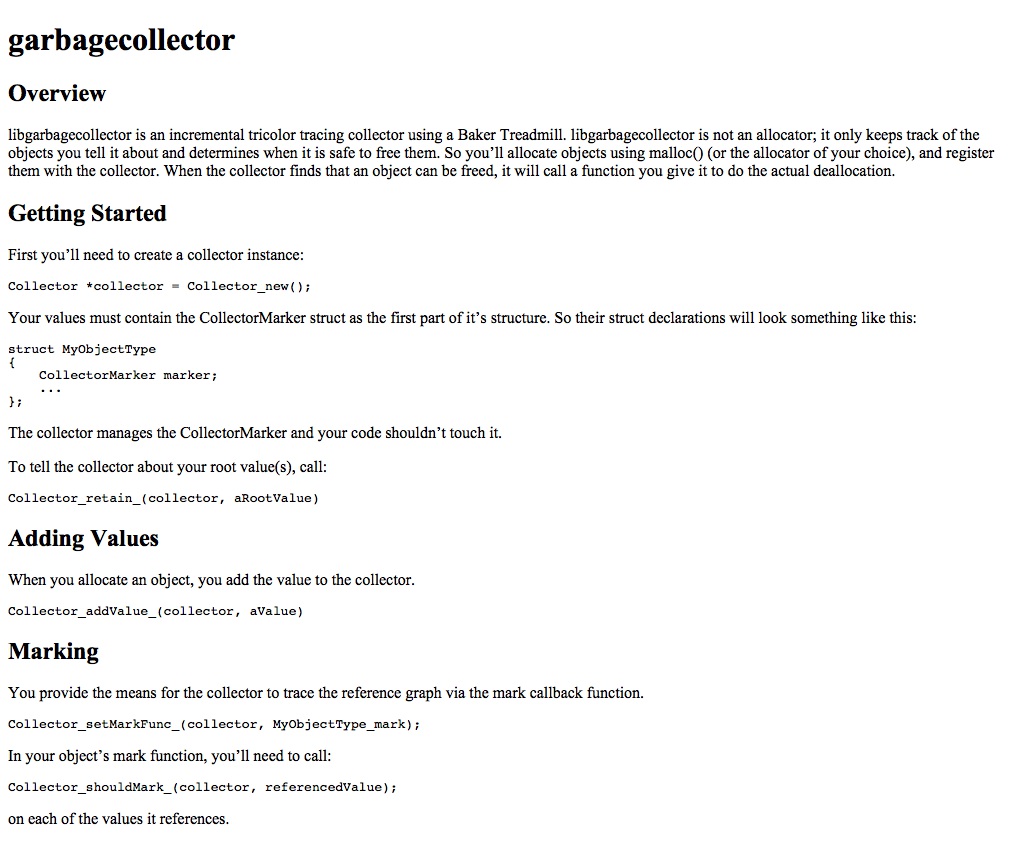 garbagecollector
Overview
libgarbagecollector is an incremental tricolor tracing collector using a Baker Treadmill. libgarbagecollector is not an allocator; it only keeps track of the
objects you tell it about and determines when it is safe to free them. So you’ll allocate objects using malloc() (or the allocator of your choice), and register
them with the collector. When the collector finds that an object can be freed, it will call a function you give it to do the actual deallocation.
Getting Started
First you’ll need to create a collector instance:
Collector *collector = Collector_new();
Your values must contain the CollectorMarker struct as the first part of it’s structure. So their struct declarations will look something like this:
struct MyObjectType
{
    CollectorMarker marker;
    ...
};
The collector manages the CollectorMarker and your code shouldn’t touch it.
To tell the collector about your root value(s), call:
Collector_retain_(collector, aRootValue)
Adding Values
When you allocate an object, you add the value to the collector.
Collector_addValue_(collector, aValue)
Marking
You provide the means for the collector to trace the reference graph via the mark callback function.
Collector_setMarkFunc_(collector, MyObjectType_mark);
In your object’s mark function, you’ll need to call:
Collector_shouldMark_(collector, referencedValue);
on each of the values it references.